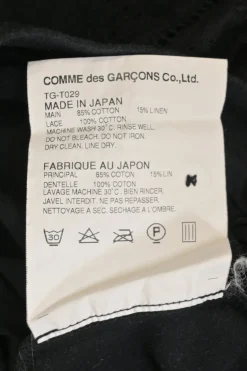 COMME des GARÇONS Co.,Ltd.
TG-T029
MADE IN JAPAN
MAIN 85% COTTON 15% LINEN
LACE 100% COTTON
MACHINE WASH 30˚C, RINSE WELL.
DO NOT BLEACH. DO NOT IRON.
DRY CLEAN. LINE DRY.
FABRIQUE AU JAPON
PRINCIPAL 85% COTON 15% LIN
DENTELLE 100% COTON
LAVAGE MACHINE 30˚C, BIEN RINCER.
JAVEL INTERDIT. NE PAS REPASSER.
NETTOYAGE A SEC. SECHAGE A L'OMBRE.
30 P